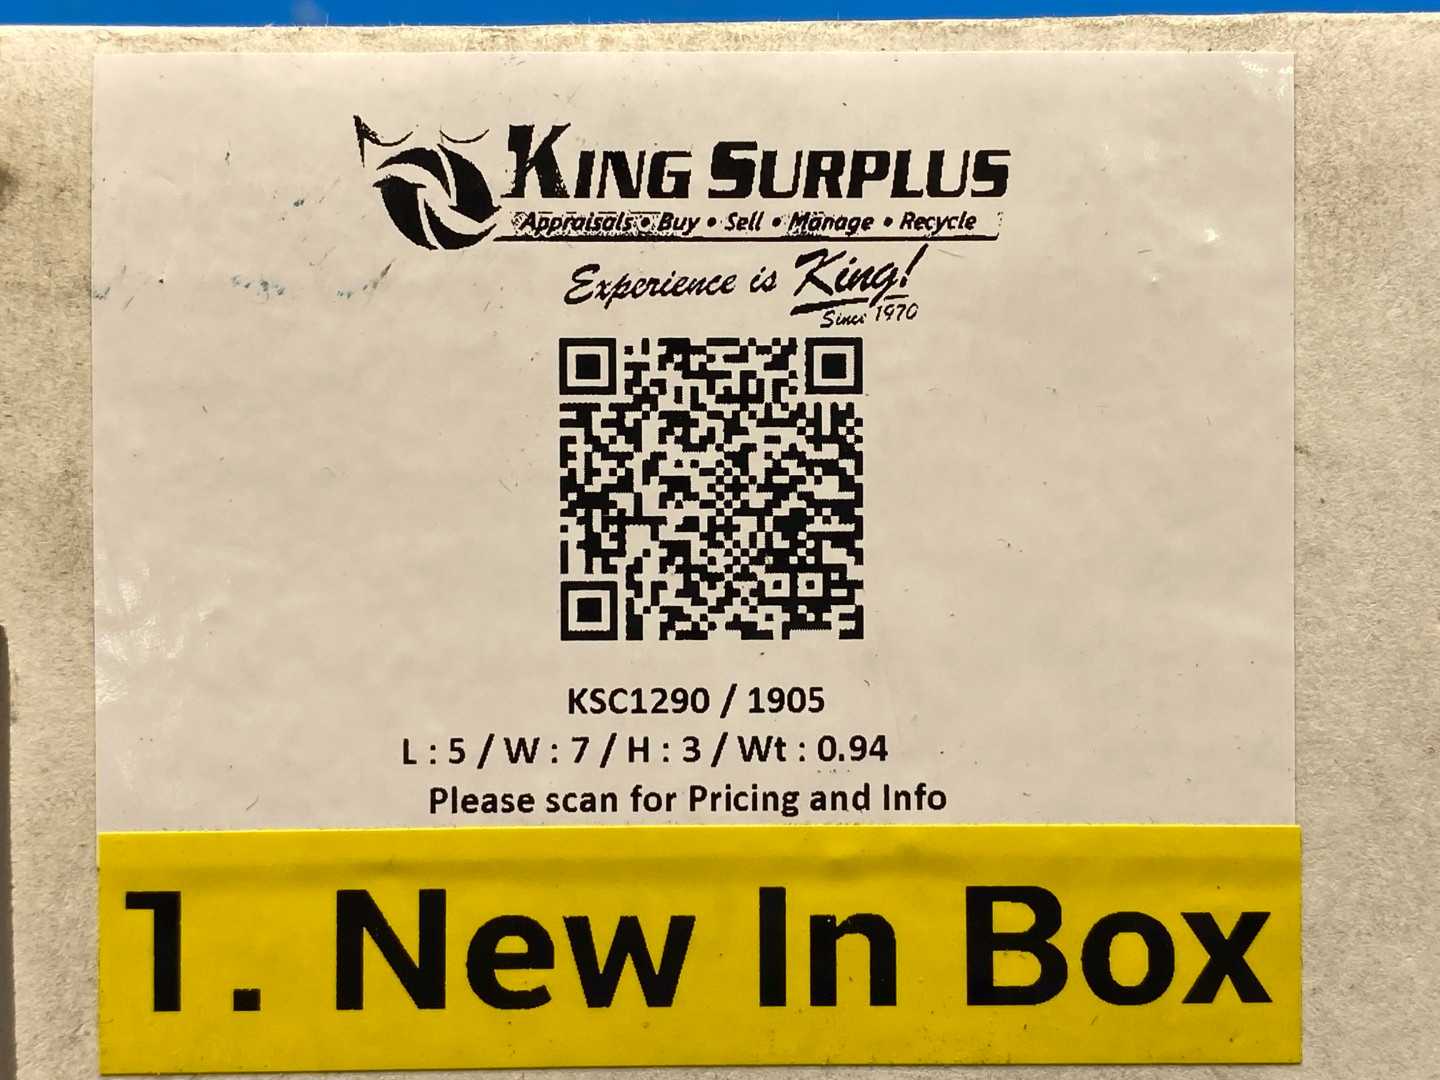 KING SURPLUS
Appraisals • Buy • Sell • Manage • Recycle
Experience is King!
Since 1970
KSC1290 / 1905
L : 5 / W : 7 / H : 3 / Wt : 0.94
Please scan for Pricing and Info
1. New In Box